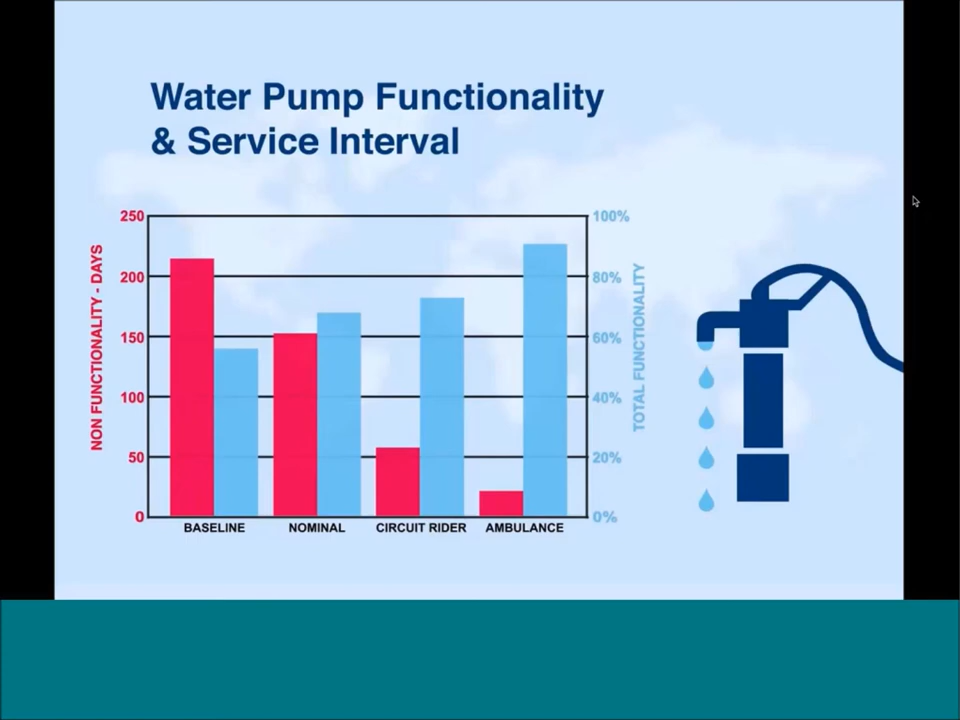 Water Pump Functionality
& Service Interval
NON FUNCTIONALITY - DAYS
250
200
150
100
50
0
100%
80%
60%
40%
20%
0%
TOTAL FUNCTIONALITY
BASELINE
NOMINAL
CIRCUIT RIDER
AMBULANCE